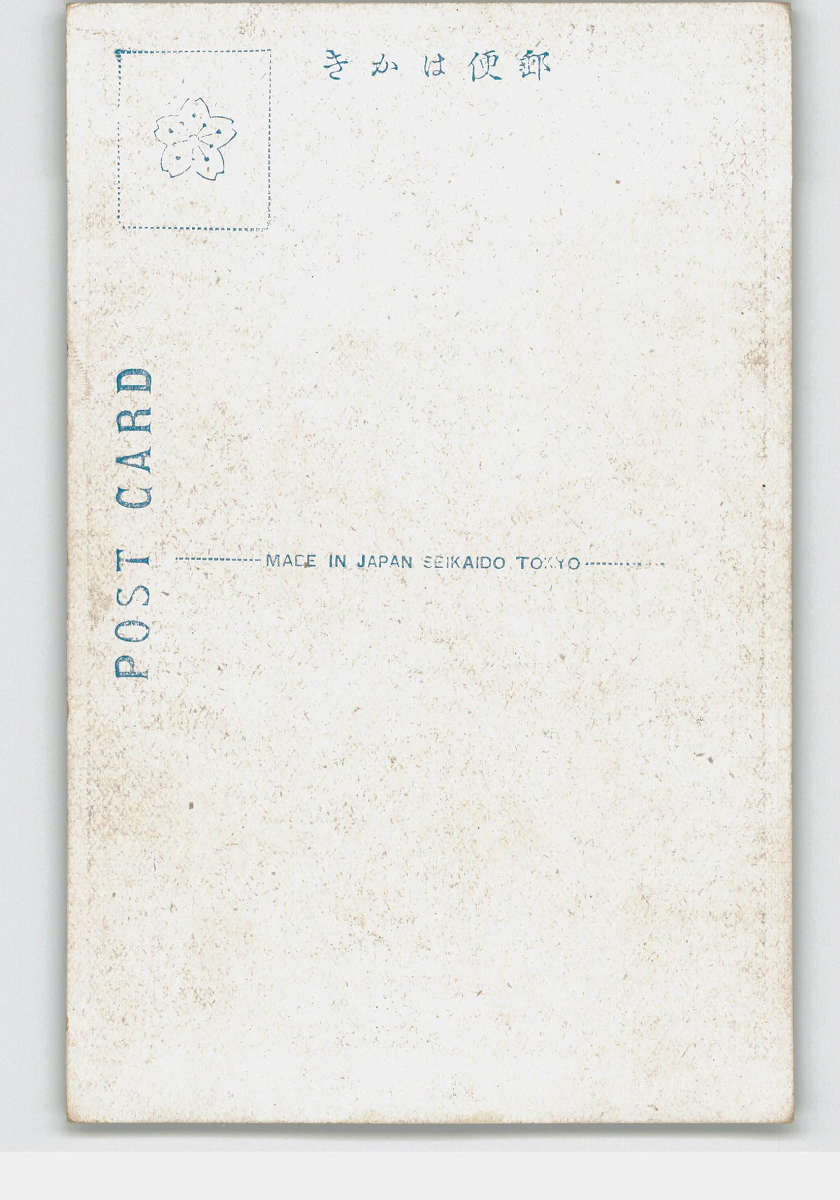 きかは便郵
POST CARD
MADE IN JAPAN SEIKAIDO TOKYO